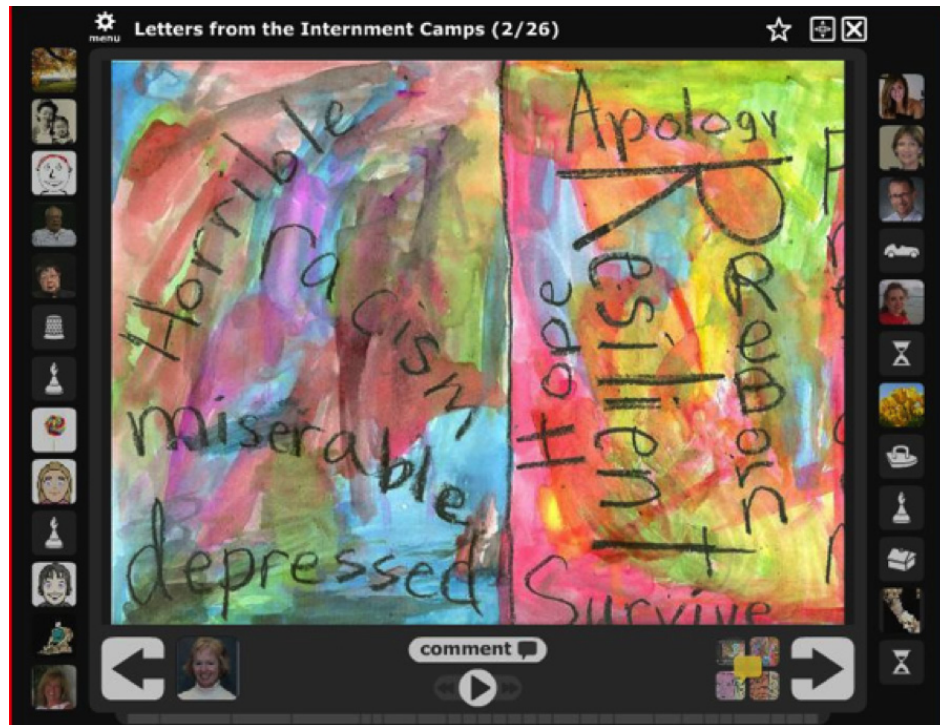 menu
Letters from the Internment Camps (2/26)
Horrible
racism
miserable
depressed
Apology
Resilient
ReBorn
Hope
Survive
comment